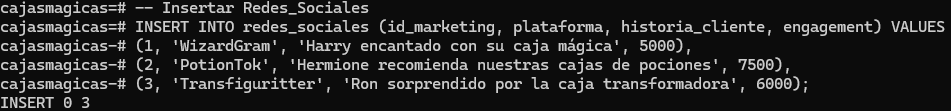 cajasmagicas=# -- Insertar Redes_Sociales
cajasmagicas=# INSERT INTO redes_sociales (id_marketing, plataforma, historia_cliente, engagement) VALUES
cajasmagicas-# (1, 'WizardGram', 'Harry encantado con su caja mágica', 5000),
cajasmagicas-# (2, 'PotionTok', 'Hermione recomienda nuestras cajas de pociones', 7500),
cajasmagicas-# (3, 'Transfiguritter', 'Ron sorprendido por la caja transformadora', 6000);
INSERT 0 3